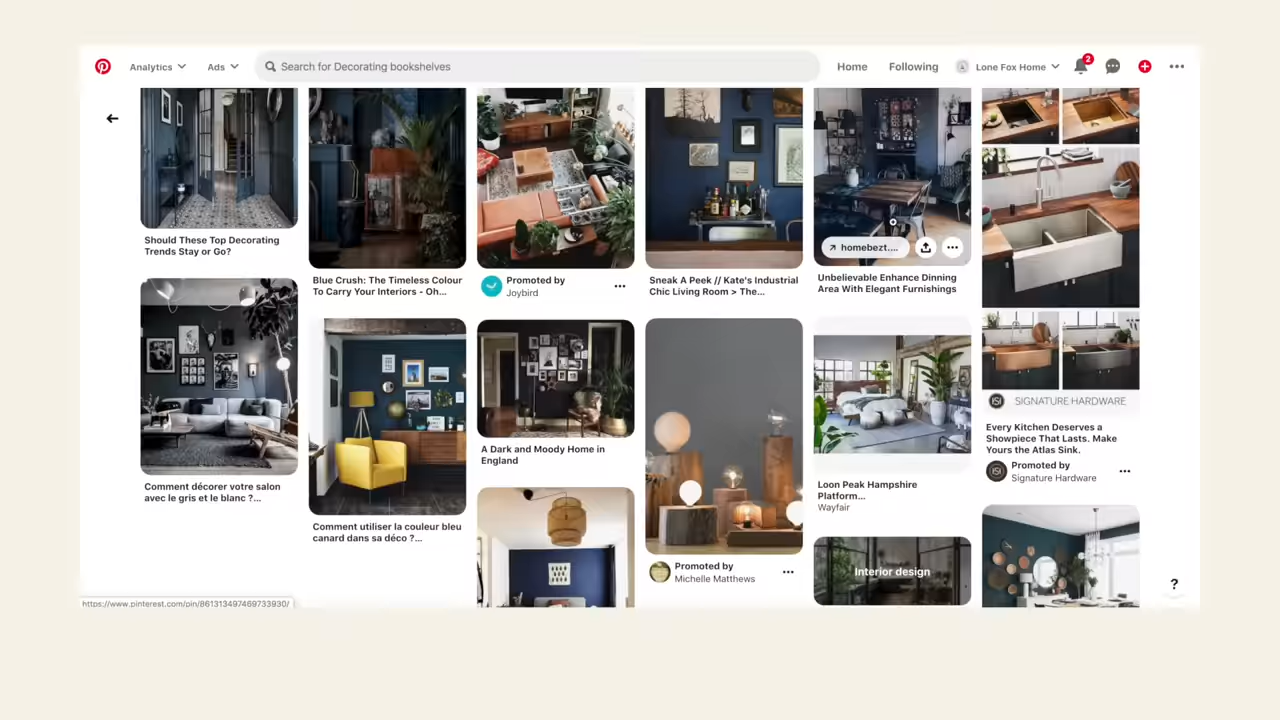 Analytics
Ads
Search for Decorating bookshelves
Home
Following
Lone Fox Home
2
Should These Top Decorating
Trends Stay or Go?
Comment décorer votre salon
avec le gris et le blanc ?...
Blue Crush: The Timeless Colour
To Carry Your Interiors - Oh...
Comment utiliser la couleur bleu
canard dans sa déco ?...
Promoted by
Joybird
A Dark and Moody Home in
England
Sneak A Peek // Kate's Industrial
Chic Living Room > The...
Promoted by
Michelle Matthews
homebezt....
Unbelievable Enhance Dinning
Area With Elegant Furnishings
Loon Peak Hampshire
Platform...
Wayfair
Interior design
ISI SIGNATURE HARDWARE
Every Kitchen Deserves a
Showpiece That Lasts. Make
Yours the Atlas Sink.
ISI
Promoted by
Signature Hardware
?
https://www.pinterest.com/pin/861313497469733930/